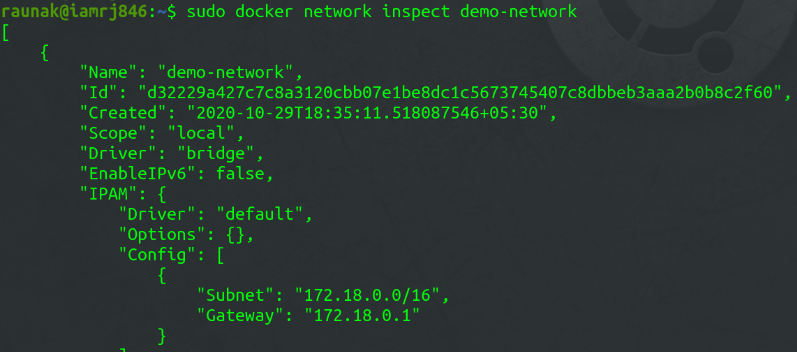 raunak@iamrj846:~$ sudo docker network inspect demo-network
[
    {
        "Name": "demo-network",
        "Id": "d32229a427c7c8a3120cbb07e1be8dc1c5673745407c8dbbeb3aaa2b0b8c2f60",
        "Created": "2020-10-29T18:35:11.518087546+05:30",
        "Scope": "local",
        "Driver": "bridge",
        "EnableIPv6": false,
        "IPAM": {
            "Driver": "default",
            "Options": {},
            "Config": [
                {
                    "Subnet": "172.18.0.0/16",
                    "Gateway": "172.18.0.1"
                }
            ]